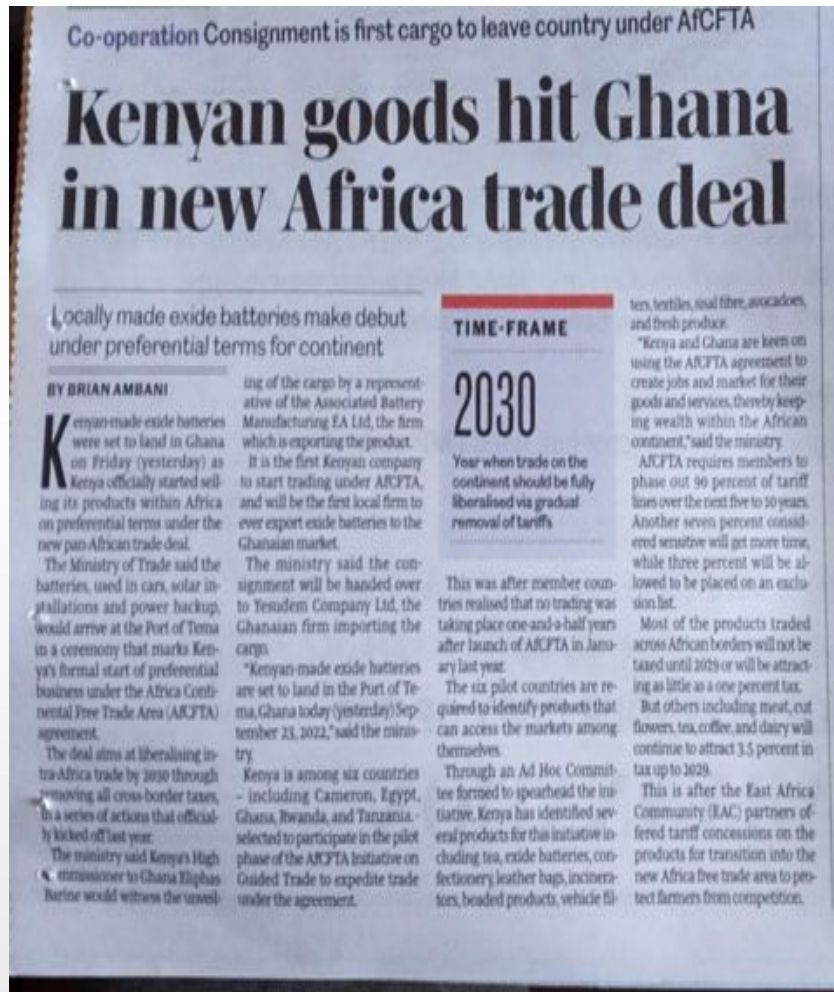 Co-operation Consignment is first cargo to leave country under AfCFTA
Kenyan goods hit Ghana
in new Africa trade deal
Locally made exide batteries make debut
under preferential terms for continent
BY BRIAN AMBANI
Kenyan-made exide batteries
were set to land in Ghana
on Friday (yesterday) as
Kenya officially started sell-
ing its products within Africa
on preferential terms under the
new pan-African trade deal.
The Ministry of Trade said the
batteries, used in cars, solar in-
stallations and power backup,
would arrive at the Port of Tema
in a ceremony that marks Ken-
ya's formal start of preferential
business under the Africa Conti-
nental Free Trade Area (AfCFTA)
agreement.
The deal aims at liberalising in-
tra-Africa trade by 2030 through
removing all cross-border taxes,
in a series of actions that official-
ly kicked off last year.
The ministry said Kenya's High
Commissioner to Ghana Eliphas
Barine would witness the unveil-
ing of the cargo by a represent-
ative of the Associated Battery
Manufacturing EA Ltd, the firm
which is exporting the product.
It is the first Kenyan company
to start trading under AfCFTA,
and will be the first local firm to
ever export exide batteries to the
Ghanaian market.
The ministry said the con-
signment will be handed over
to Yesudem Company Ltd, the
Ghanaian firm importing the
cargo.
"Kenyan-made exide batteries
are set to land in the Port of Te-
ma, Ghana today (yesterday) Sep-
tember 23, 2022," said the minis-
try.
Kenya is among six countries
– including Cameron, Egypt,
Ghana, Rwanda, and Tanzania -
selected to participate in the pilot
phase of the AfCFTA Initiative on
Guided Trade to expedite trade
under the agreement.
TIME-FRAME
2030
Year when trade on the
continent should be fully
liberalised via gradual
removal of tariffs
This was after member coun-
tries realised that no trading was
taking place one-and-a-half years
after launch of AfCFTA in Janu-
ary last year.
The six pilot countries are re-
quired to identify products that
can access the markets among
themselves.
Through an Ad Hoc Commit-
tee formed to spearhead the ini-
tiative, Kenya has identified sev-
eral products for this initiative in-
cluding tea, exide batteries, con-
fectionery, leather bags, incinera-
tors, beaded products, vehicle fil-
ters, textiles, sisal fibre, avocadoes,
and fresh produce.
"Kenya and Ghana are keen on
using the AfCFTA agreement to
create jobs and market for their
goods and services, thereby keep-
ing wealth within the African
continent," said the ministry.
AfCFTA requires members to
phase out 90 percent of tariff
lines over the next five to 10 years.
Another seven percent consid-
ered sensitive will get more time,
while three percent will be al-
lowed to be placed on an exclu-
sion list.
Most of the products traded
across African borders will not be
taxed until 2029 or will be attract-
ing as little as a one percent tax.
But others including meat, cut
flowers, tea, coffee, and dairy will
continue to attract 3.5 percent in
tax up to 2029.
This is after the East Africa
Community (EAC) partners of-
fered tariff concessions on the
products for transition into the
new Africa free trade area to pro-
tect farmers from competition.